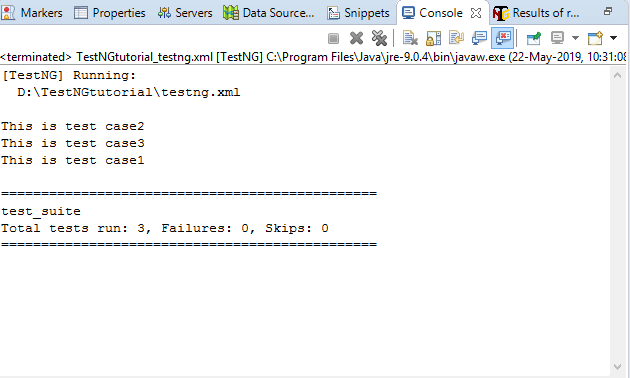 Markers Properties Servers Data Source... Snippets Console Results of r...
<terminated> TestNGtutorial_testng.xml [TestNG] C:\Program Files\Java\jre-9.0.4\bin\javaw.exe (22-May-2019, 10:31:08
[TestNG] Running:
  D:\TestNGtutorial\testng.xml

This is test case2
This is test case3
This is test case1

===============================================
test_suite
Total tests run: 3, Failures: 0, Skips: 0
===============================================